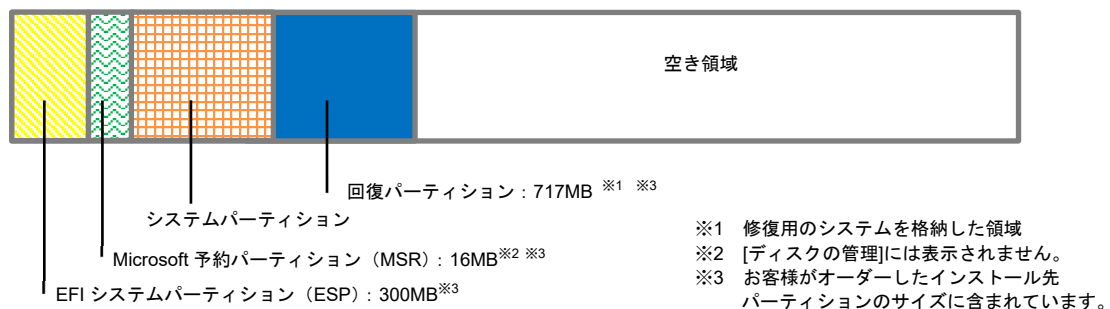 空き領域
回復パーティション：717MB ※1 ※3
システムパーティション
Microsoft 予約パーティション（MSR）：16MB※2 ※3
EFI システムパーティション（ESP）：300MB※3
※1 修復用のシステムを格納した領域
※2 [ディスクの管理]には表示されません。
※3 お客様がオーダーしたインストール先
パーティションのサイズに含まれています。